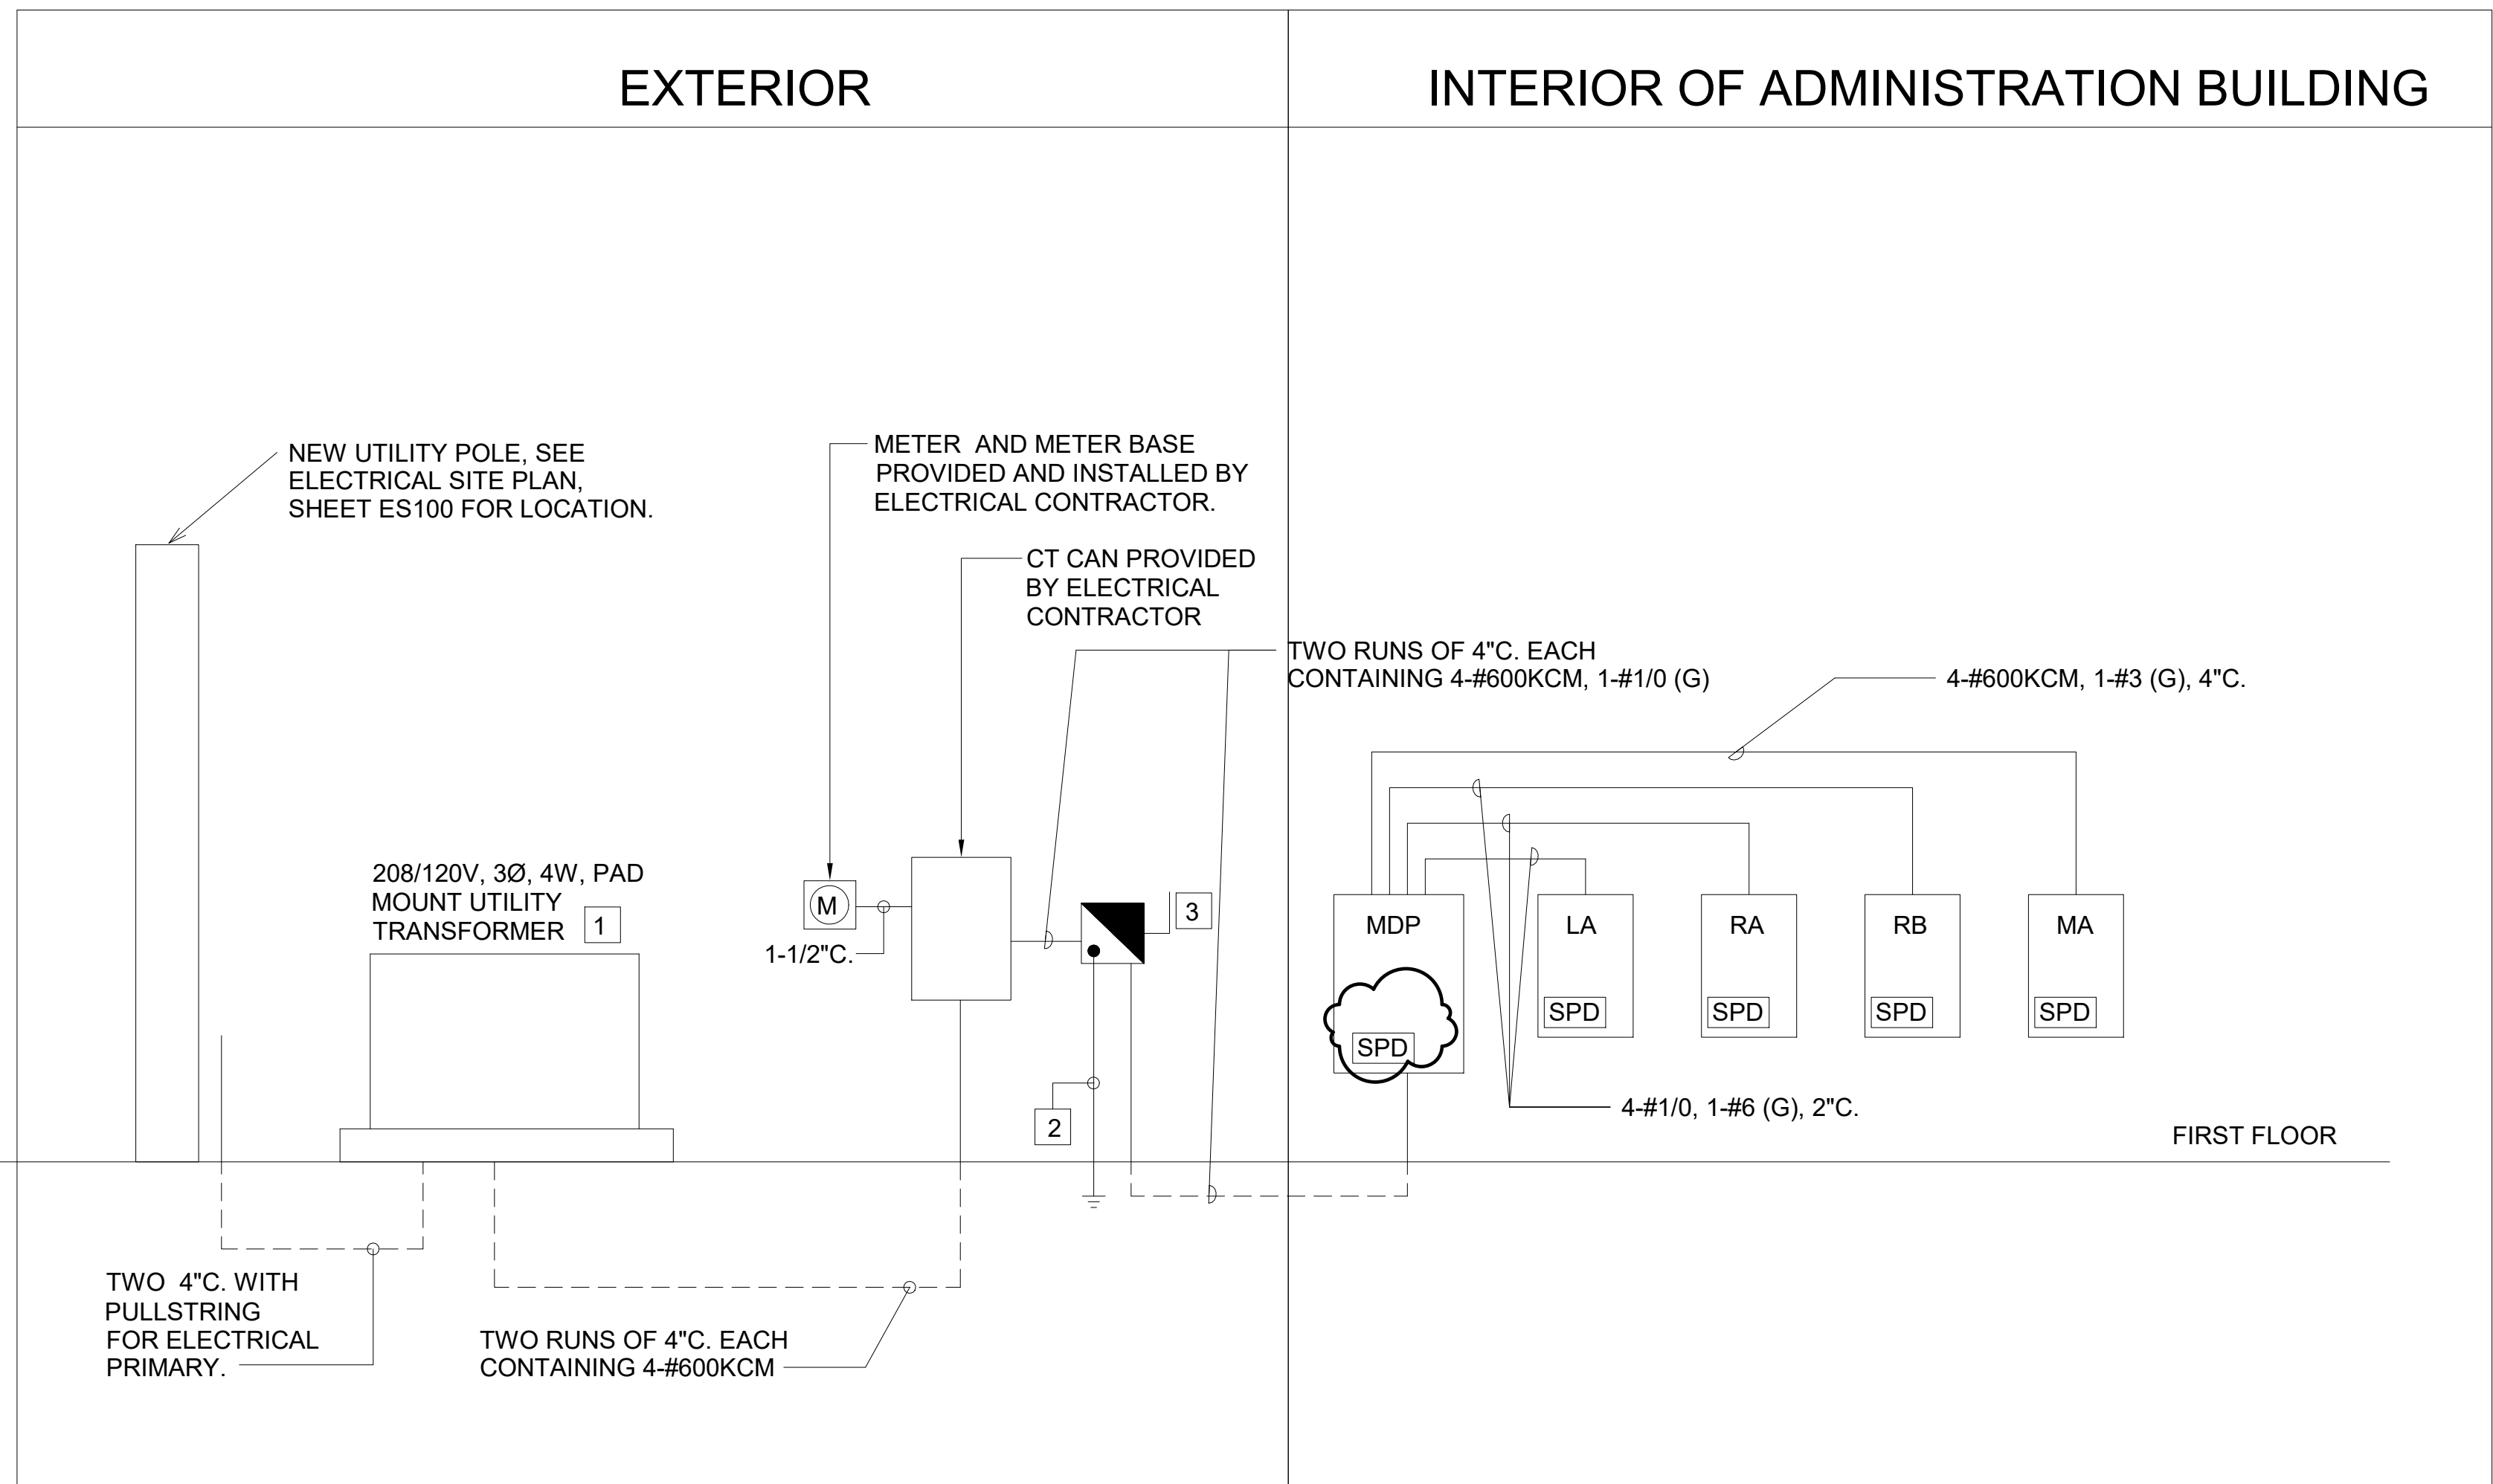 EXTERIOR
INTERIOR OF ADMINISTRATION BUILDING
NEW UTILITY POLE, SEE
ELECTRICAL SITE PLAN,
SHEET ES100 FOR LOCATION.
METER AND METER BASE
PROVIDED AND INSTALLED BY
ELECTRICAL CONTRACTOR.
CT CAN PROVIDED
BY ELECTRICAL
CONTRACTOR
TWO RUNS OF 4"C. EACH
CONTAINING 4-#600KCM, 1-#1/0 (G)
4-#600KCM, 1-#3 (G), 4"C.
208/120V, 3Ø, 4W, PAD
MOUNT UTILITY
TRANSFORMER
1
M
1-1/2"C.
3
2
MDP
SPD
LA
SPD
RA
SPD
RB
SPD
MA
SPD
4-#1/0, 1-#6 (G), 2"C.
FIRST FLOOR
TWO 4"C. WITH
PULLSTRING
FOR ELECTRICAL
PRIMARY.
TWO RUNS OF 4"C. EACH
CONTAINING 4-#600KCM